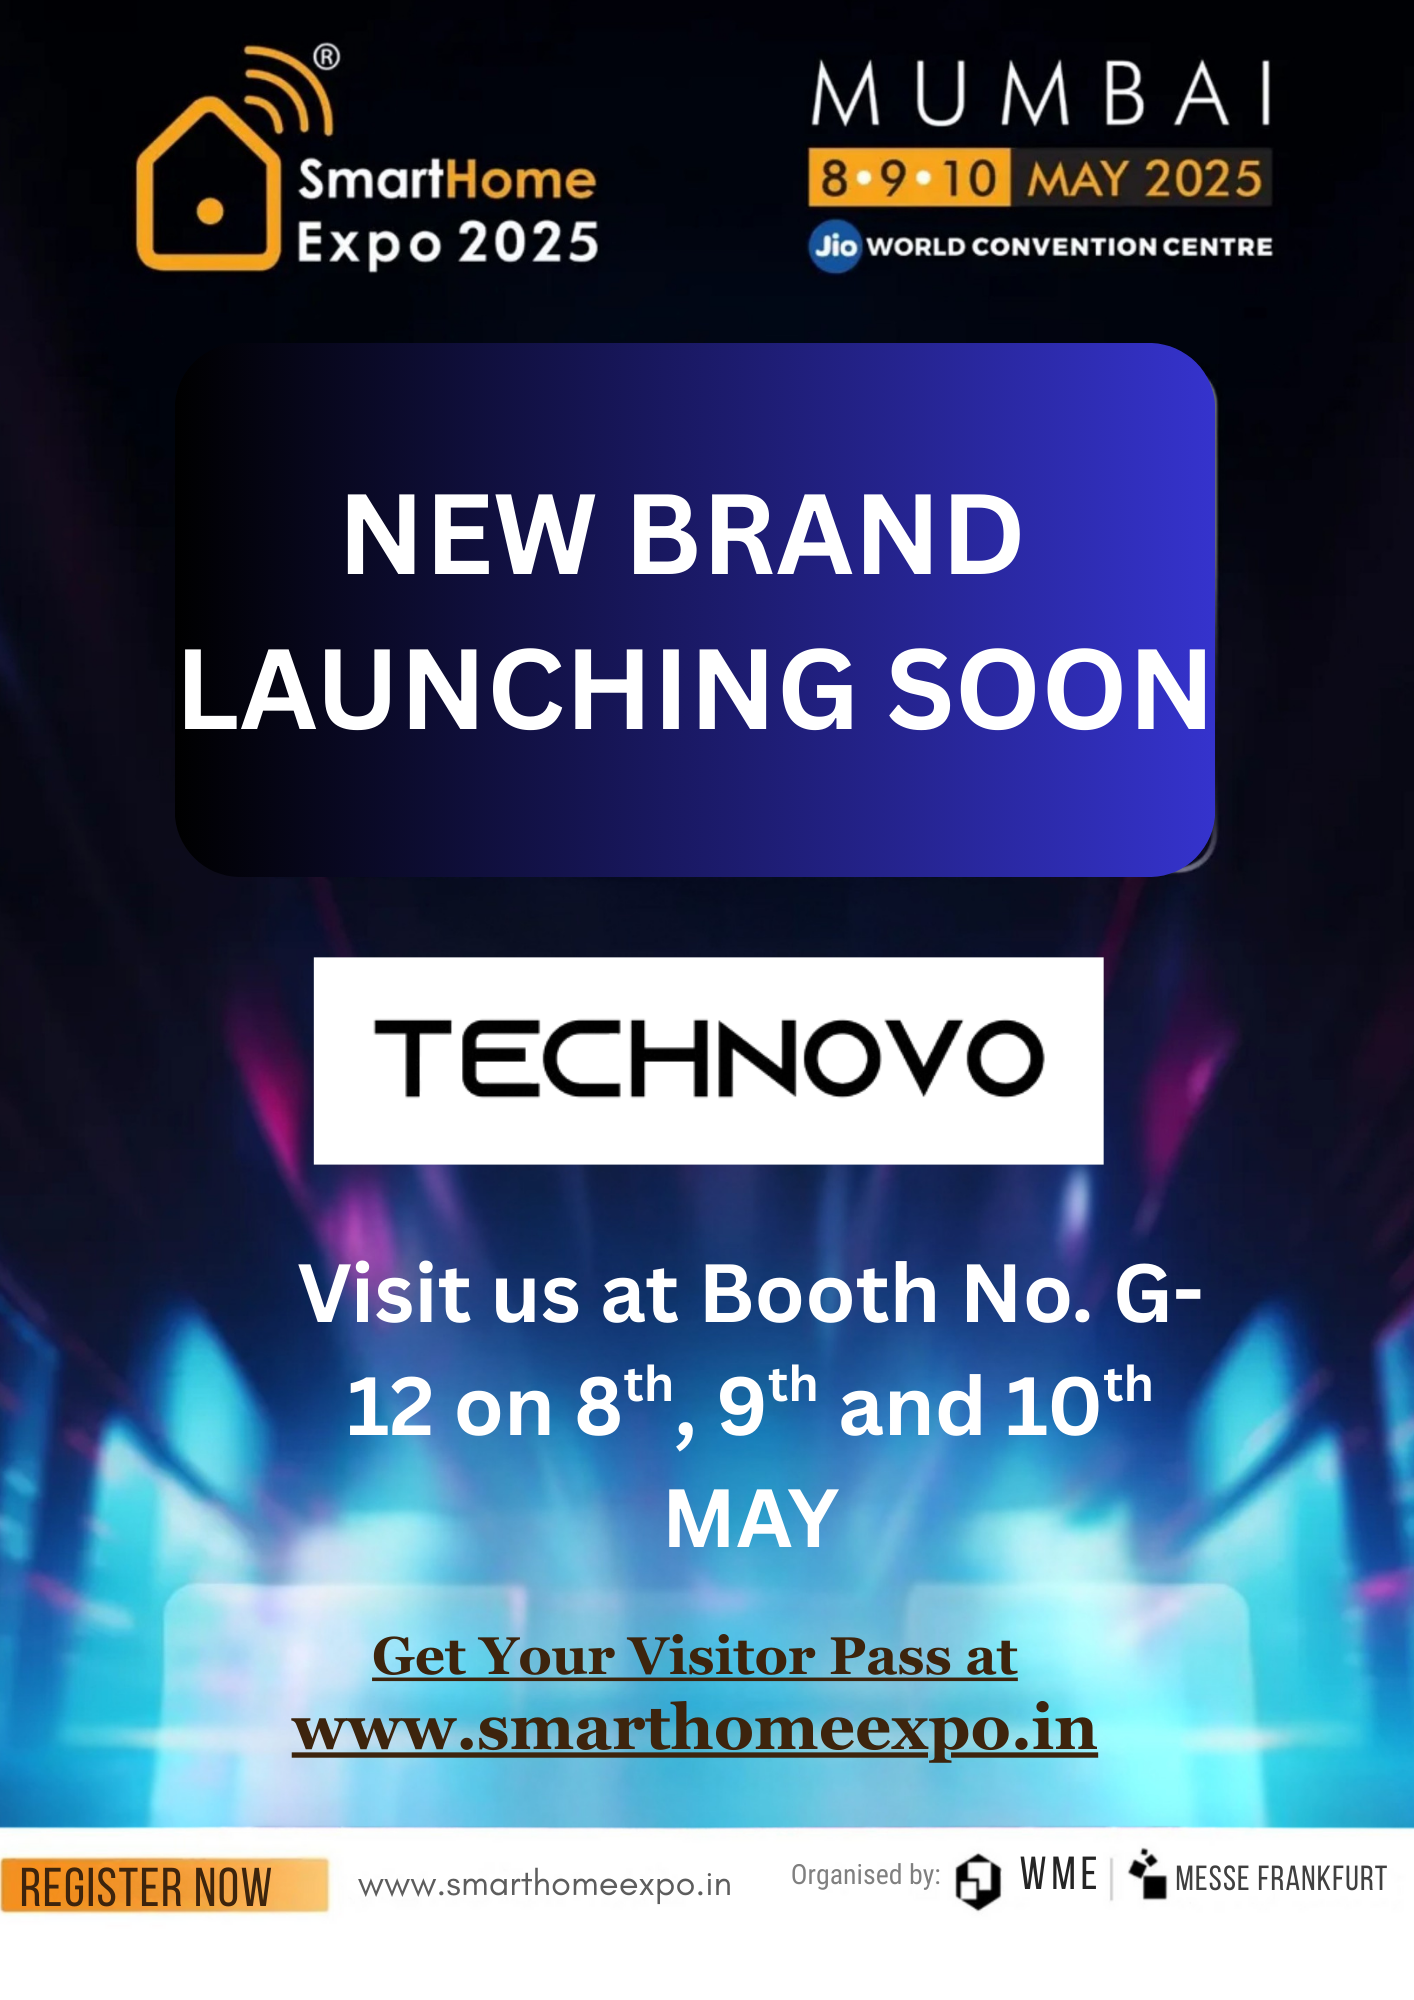 ®
SmartHome
Expo 2025
MUMBAI
8•9•10 MAY 2025
Jio WORLD CONVENTION CENTRE
NEW BRAND
LAUNCHING SOON
TECHNOVO
Visit us at Booth No. G-
12 on 8th, 9th and 10th
MAY
Get Your Visitor Pass at
www.smarthomeexpo.in
REGISTER NOW
www.smarthomeexpo.in
Organised by: WME | MESSE FRANKFURT